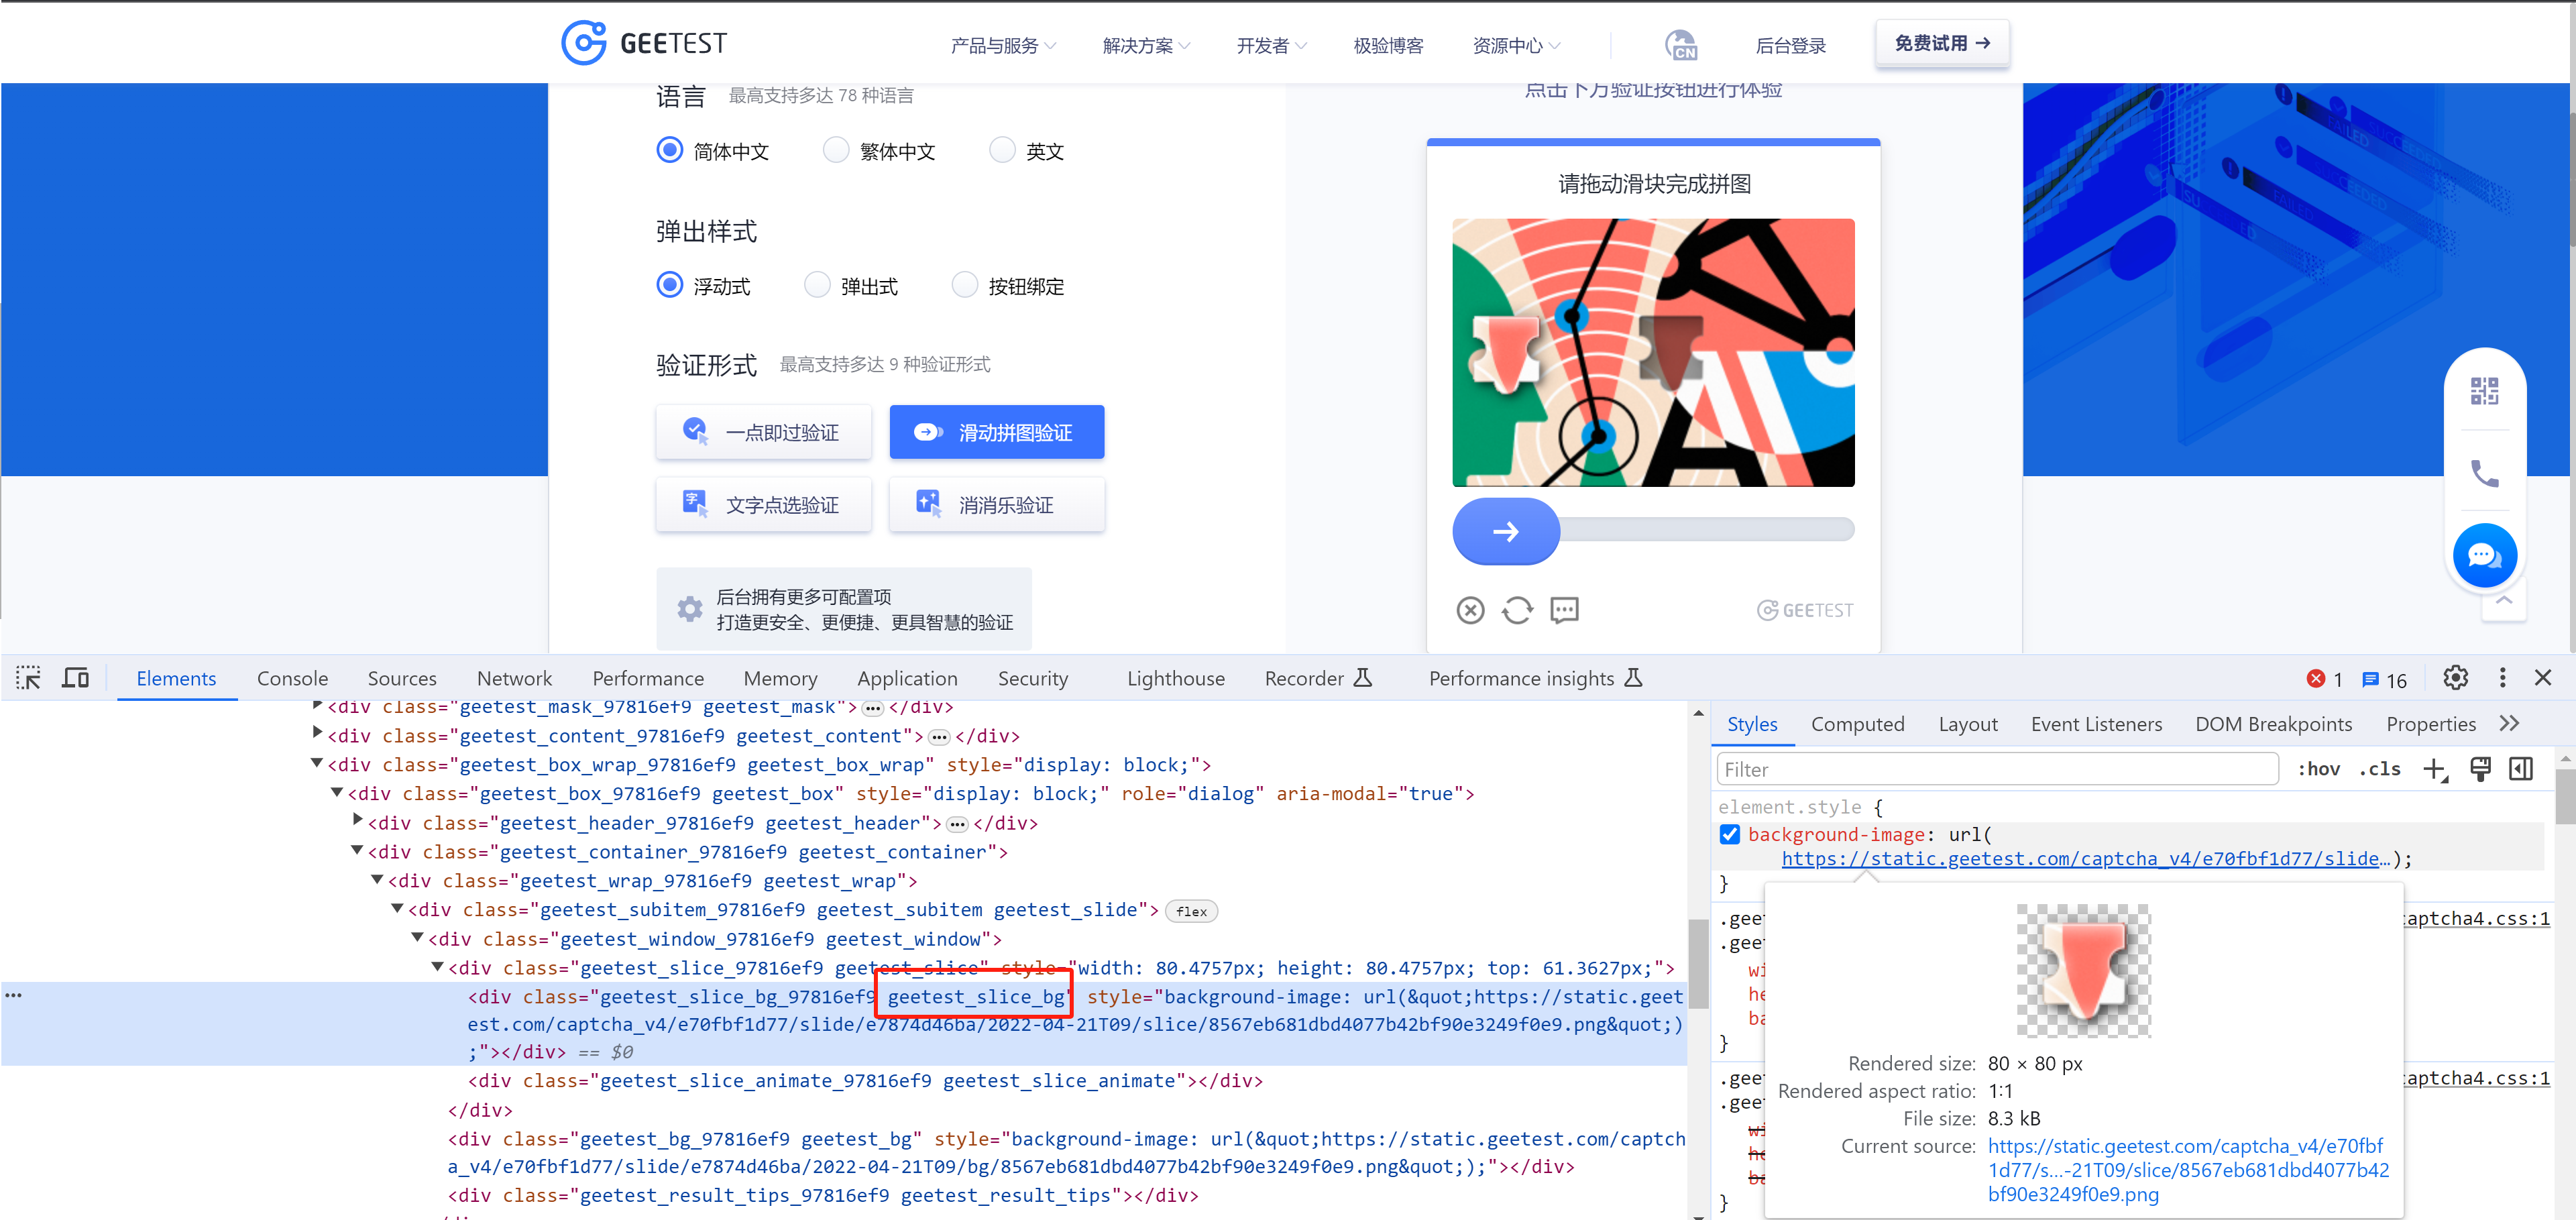 GEETEST
产品与服务
解决方案
开发者
极验博客
资源中心
CN
后台登录
免费试用 →
语言 最高支持多达 78 种语言
简体中文
繁体中文
英文
弹出样式
浮动式
弹出式
按钮绑定
验证形式 最高支持多达 9 种验证形式
一点即过验证
滑动拼图验证
字 文字点选验证
消消乐验证
后台拥有更多可配置项
打造更安全、更便捷、更具智慧的验证
点击下方验证按钮进行体验
请拖动滑块完成拼图
GEETEST
Elements Console Sources Network Performance Memory Application Security Lighthouse Recorder Performance insights 1 16
<div class="geetest_mask_97816ef9 geetest_mask">…</div>
<div class="geetest_content_97816ef9 geetest_content">…</div>
<div class="geetest_box_wrap_97816ef9 geetest_box_wrap" style="display: block;">
<div class="geetest_box_97816ef9 geetest_box" style="display: block;" role="dialog" aria-modal="true">
<div class="geetest_header_97816ef9 geetest_header">…</div>
<div class="geetest_container_97816ef9 geetest_container">
<div class="geetest_wrap_97816ef9 geetest_wrap">
<div class="geetest_subitem_97816ef9 geetest_subitem geetest_slide"> flex
<div class="geetest_window_97816ef9 geetest_window">
<div class="geetest_slice_97816ef9 geetest_slice" style="width: 80.4757px; height: 80.4757px; top: 61.3627px;">
<div class="geetest_slice_bg_97816ef9 geetest_slice_bg" style="background-image: url(&quot;https://static.geet
est.com/captcha_v4/e70fbf1d77/slide/e7874d46ba/2022-04-21T09/slice/8567eb681dbd4077b42bf90e3249f0e9.png&quot;)
;"></div> == $0
<div class="geetest_slice_animate_97816ef9 geetest_slice_animate"></div>
</div>
<div class="geetest_bg_97816ef9 geetest_bg" style="background-image: url(&quot;https://static.geetest.com/captch
a_v4/e70fbf1d77/slide/e7874d46ba/2022-04-21T09/bg/8567eb681dbd4077b42bf90e3249f0e9.png&quot;);"></div>
<div class="geetest_result_tips_97816ef9 geetest_result_tips"></div>
Styles Computed Layout Event Listeners DOM Breakpoints Properties
Filter :hov .cls
element.style {
background-image: url(
https://static.geetest.com/captcha_v4/e70fbf1d77/slide…);
}
.gee captcha4.css:1
.gee
wi
he
ba
}
.gee captcha4.css:1
.gee
wi
he
ba
}
Rendered size: 80 × 80 px
Rendered aspect ratio: 1∶1
File size: 8.3 kB
Current source: https://static.geetest.com/captcha_v4/e70fbf
1d77/s…-21T09/slice/8567eb681dbd4077b42
bf90e3249f0e9.png